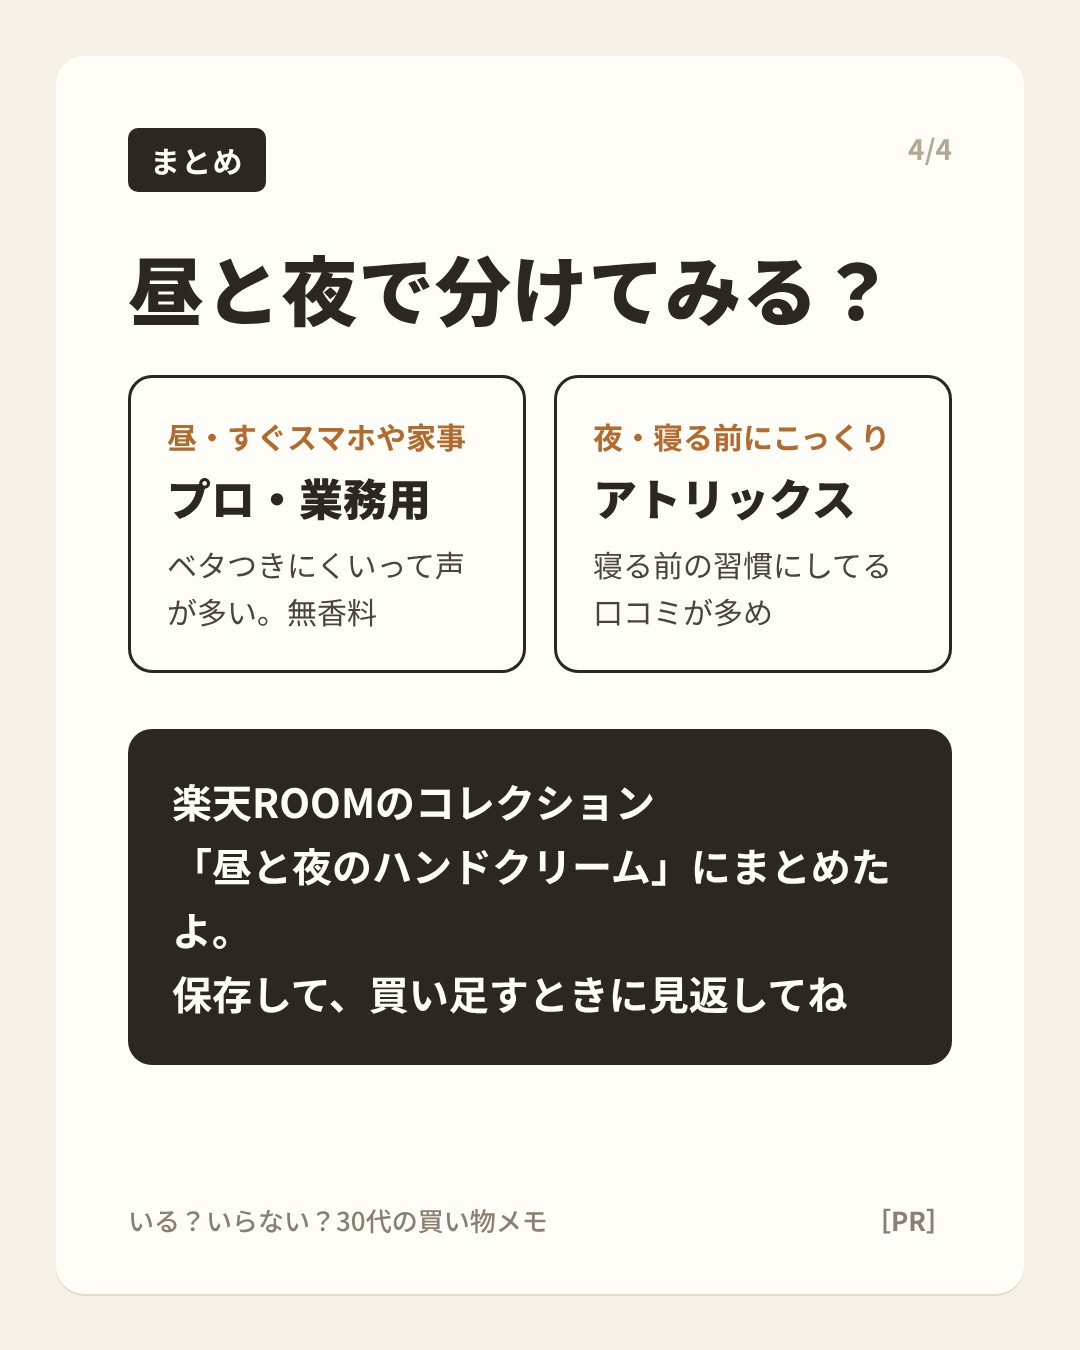 まとめ
4/4
昼と夜で分けてみる？
昼・すぐスマホや家事
プロ・業務用
ベタつきにくいって声
が多い。無香料
夜・寝る前にこっくり
アトリックス
寝る前の習慣にしてる
口コミが多め
楽天ROOMのコレクション
「昼と夜のハンドクリーム」にまとめた
よ。
保存して、買い足すときに見返してね
いる？いらない？30代の買い物メモ
[PR]